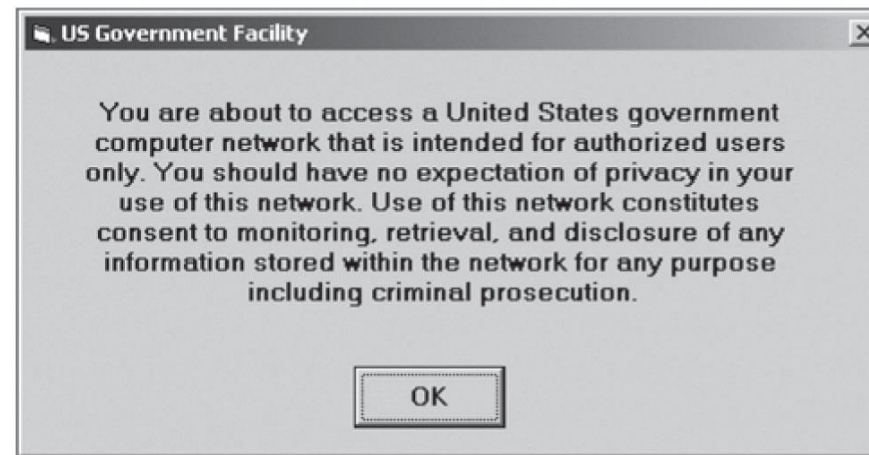 US Government Facility
You are about to access a United States government
computer network that is intended for authorized users
only. You should have no expectation of privacy in your
use of this network. Use of this network constitutes
consent to monitoring, retrieval, and disclosure of any
information stored within the network for any purpose
including criminal prosecution.
OK